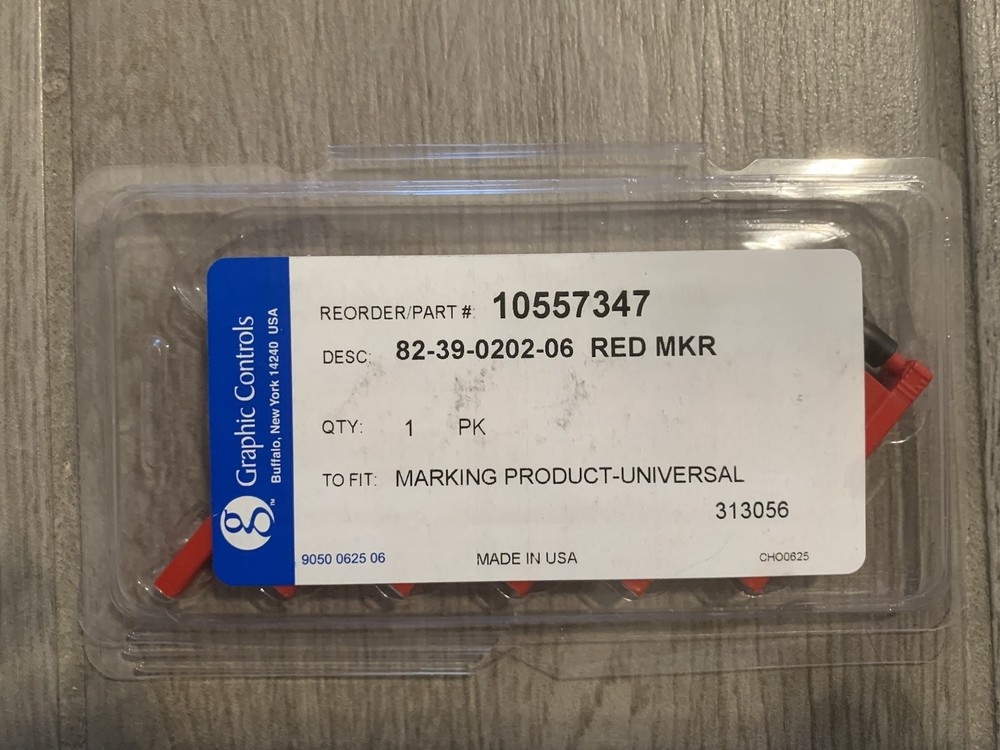 Graphic Controls
Buffalo, New York 14240 USA
g™
REORDER/PART #: 10557347
DESC: 82-39-0202-06 RED MKR
QTY: 1 PK
TO FIT: MARKING PRODUCT-UNIVERSAL
313056
9050 0625 06 MADE IN USA CHO0625